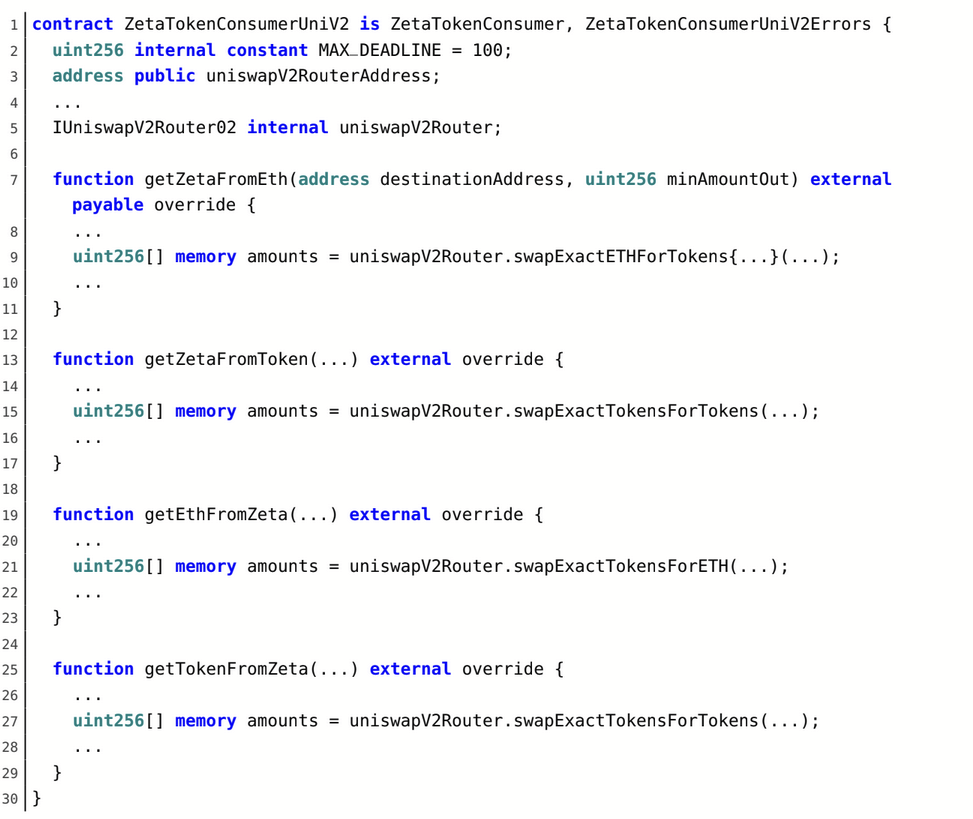 1 contract ZetaTokenConsumerUniV2 is ZetaTokenConsumer, ZetaTokenConsumerUniV2Errors {
2   uint256 internal constant MAX_DEADLINE = 100;
3   address public uniswapV2RouterAddress;
4   ...
5   IUniswapV2Router02 internal uniswapV2Router;
6
7   function getZetaFromEth(address destinationAddress, uint256 minAmountOut) external
      payable override {
8     ...
9     uint256[] memory amounts = uniswapV2Router.swapExactETHForTokens{...}(...);
10     ...
11   }
12
13   function getZetaFromToken(...) external override {
14     ...
15     uint256[] memory amounts = uniswapV2Router.swapExactTokensForTokens(...);
16     ...
17   }
18
19   function getEthFromZeta(...) external override {
20     ...
21     uint256[] memory amounts = uniswapV2Router.swapExactTokensForETH(...);
22     ...
23   }
24
25   function getTokenFromZeta(...) external override {
26     ...
27     uint256[] memory amounts = uniswapV2Router.swapExactTokensForTokens(...);
28     ...
29   }
30 }